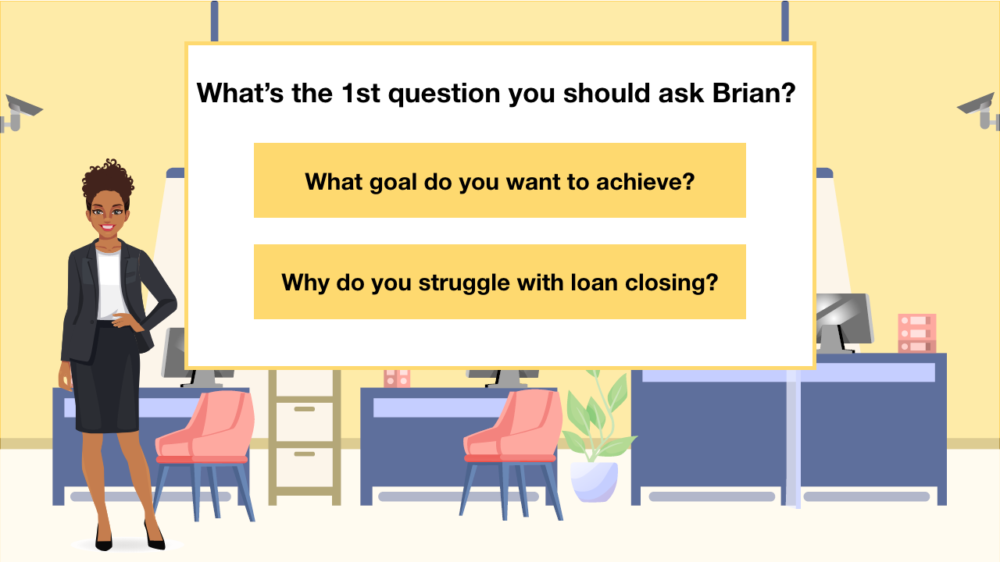 What’s the 1st question you should ask Brian?
What goal do you want to achieve?
Why do you struggle with loan closing?